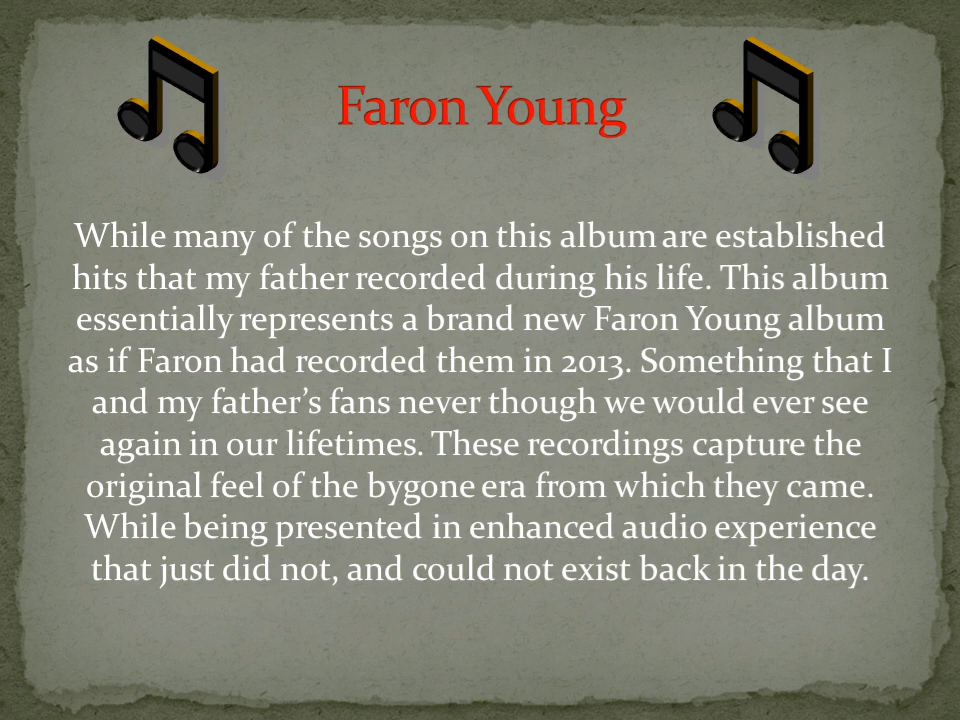 Faron Young
While many of the songs on this album are established
hits that my father recorded during his life. This album
essentially represents a brand new Faron Young album
as if Faron had recorded them in 2013. Something that I
and my father’s fans never though we would ever see
again in our lifetimes. These recordings capture the
original feel of the bygone era from which they came.
While being presented in enhanced audio experience
that just did not, and could not exist back in the day.